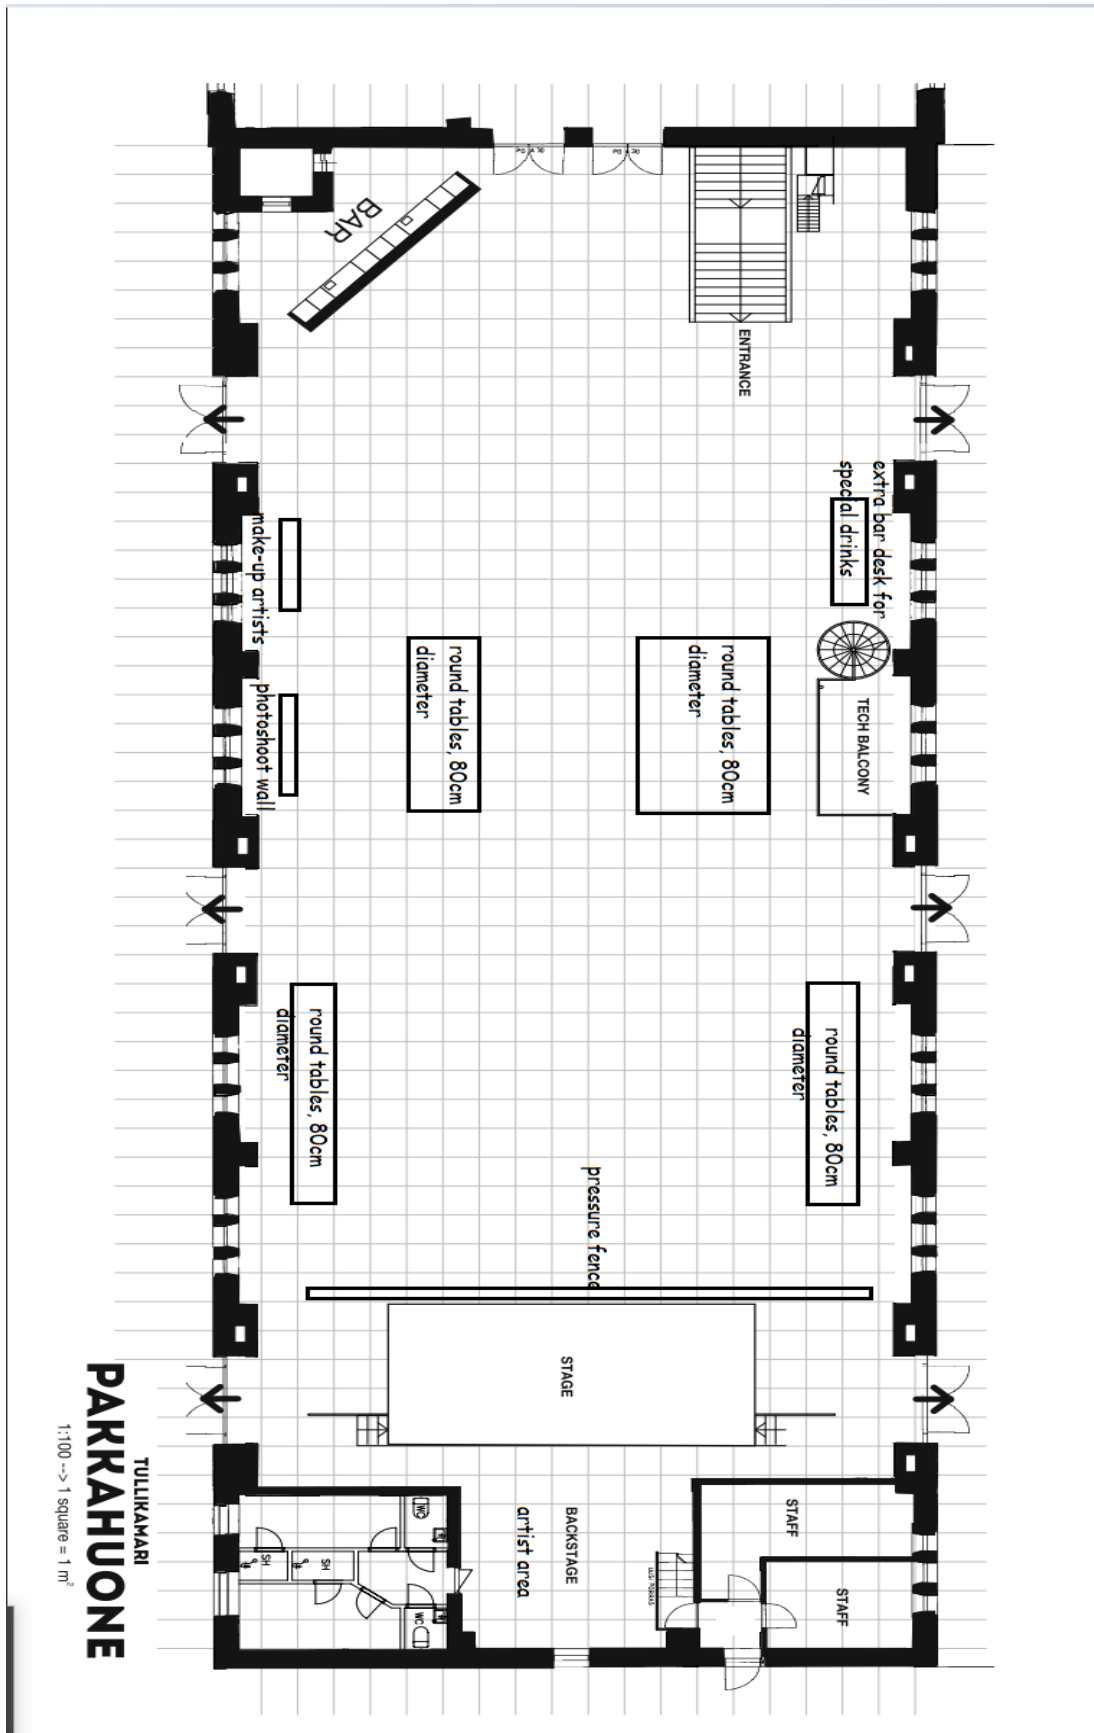 BAR
ENTRANCE
extra bar desk for
special drinks
make-up artists
photoshoot wall
round tables, 80cm
diameter
round tables, 80cm
diameter
TECH BALCONY
round tables, 80cm
diameter
round tables, 80cm
diameter
pressure fence
STAGE
BACKSTAGE
artist area
STAFF
STAFF
WC
SH
SH
WC
TULLIKAMARI
PAKKAHUONE
1:100 --> 1 square = 1 m²